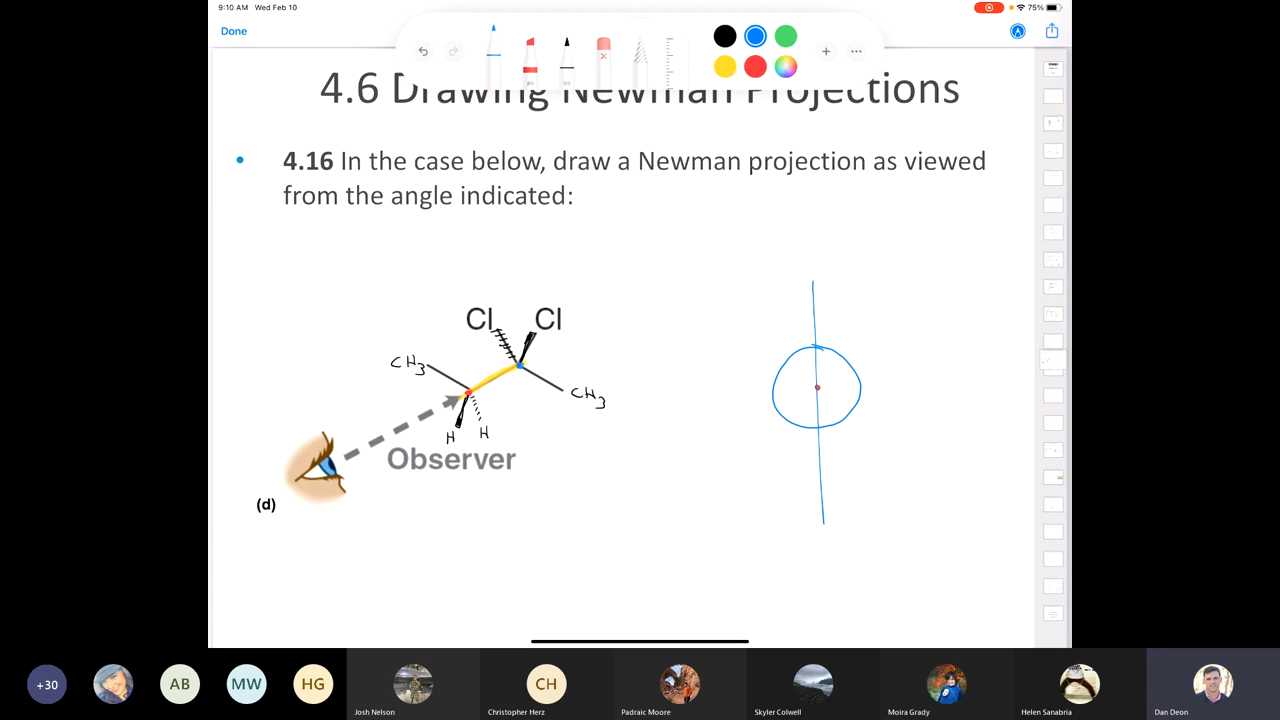 9:10 AM Wed Feb 10
75%
Done
4.6 Drawing Newman Projections
• 4.16 In the case below, draw a Newman projection as viewed
from the angle indicated:
Cl Cl
CH3
CH3
H H
Observer
(d)
+30
AB
MW
HG
CH
Josh Nelson
Christopher Herz
Padraic Moore
Skyler Colwell
Moira Grady
Helen Sanabria
Dan Deon